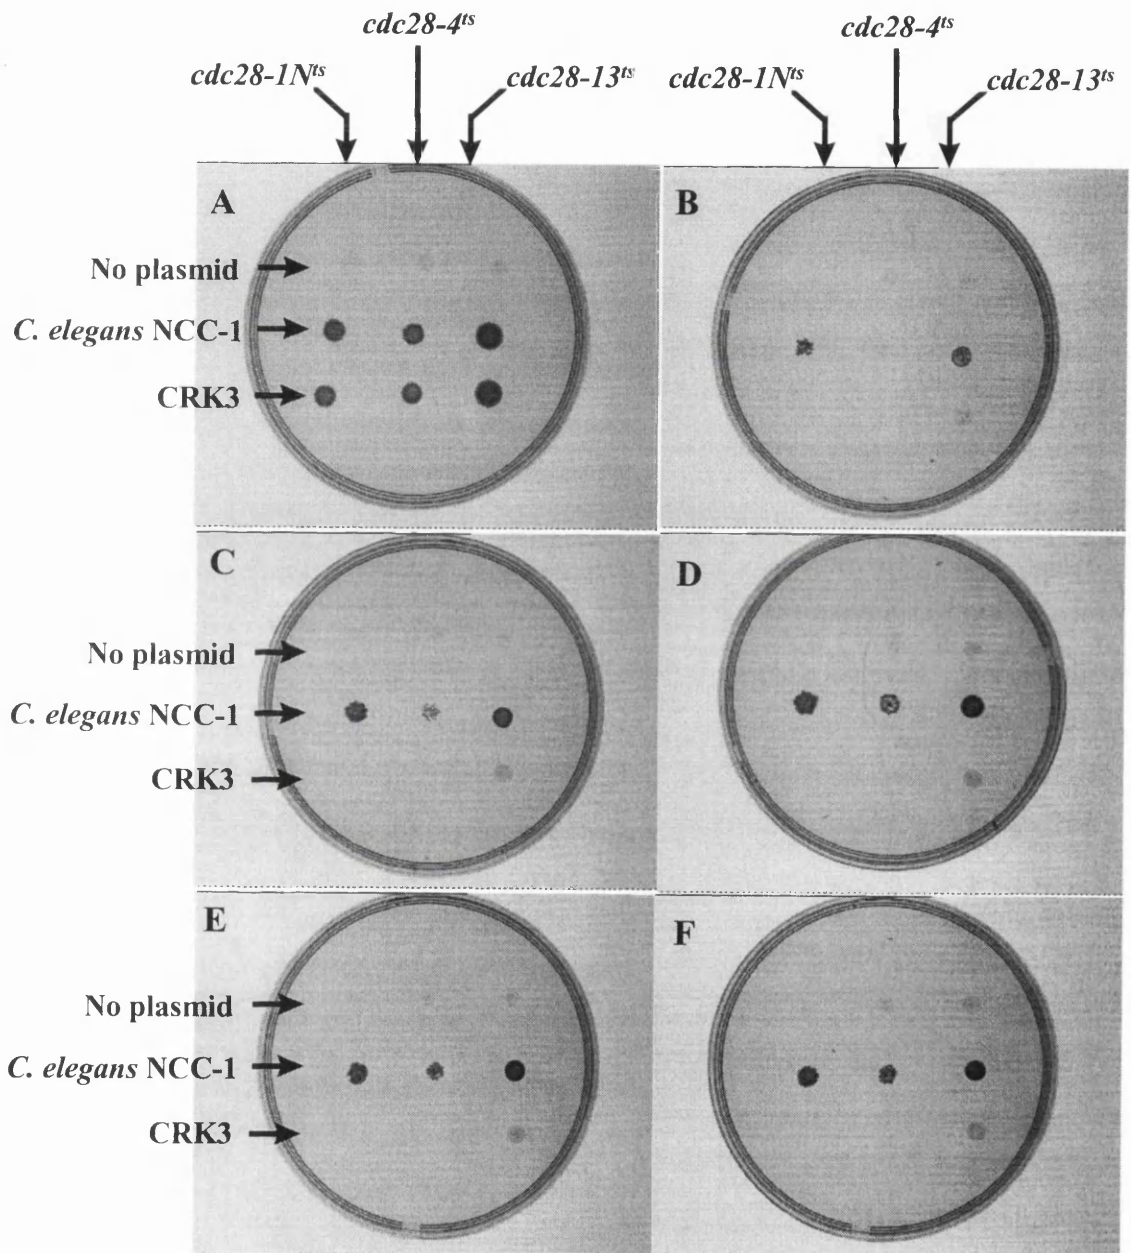 cdc28-4ts
cdc28-4ts
cdc28-1Nts
cdc28-13ts
cdc28-1Nts
cdc28-13ts
A
B
No plasmid
C. elegans NCC-1
CRK3
C
D
No plasmid
C. elegans NCC-1
CRK3
E
F
No plasmid
C. elegans NCC-1
CRK3